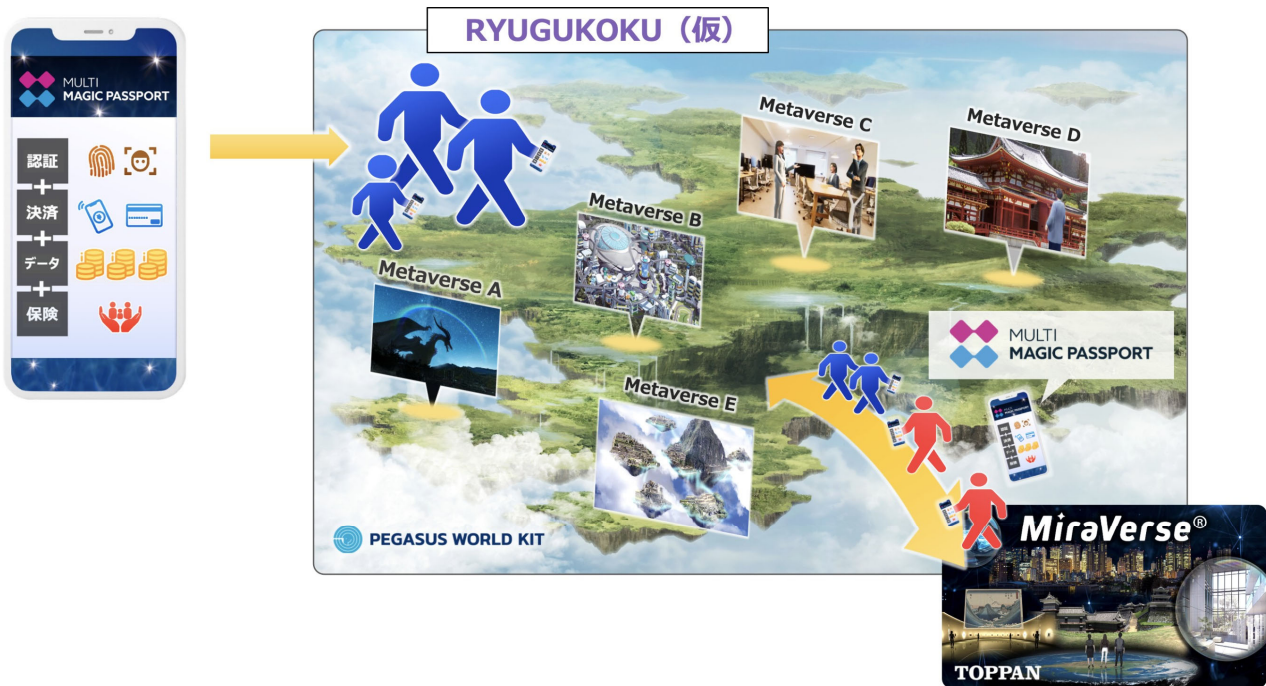 RYUGUKOKU（仮）
MULTI
MAGIC PASSPORT
認証
+
決済
+
データ
+
保険
Metaverse A
Metaverse B
Metaverse C
Metaverse D
Metaverse E
MULTI
MAGIC PASSPORT
PEGASUS WORLD KIT
MiraVerse®
TOPPAN